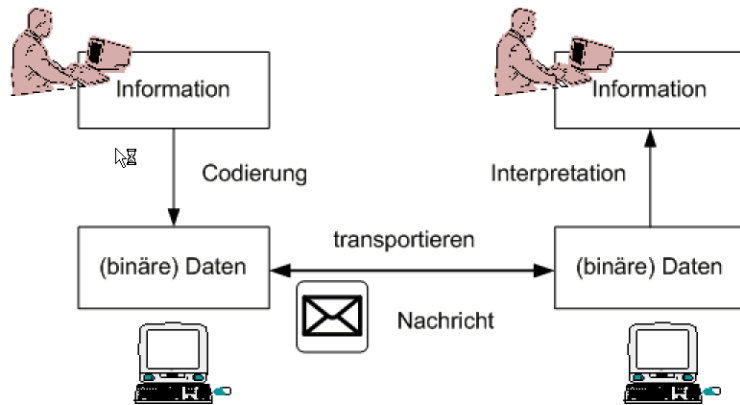 Information
Information
Codierung
Interpretation
transportieren
(binäre) Daten
(binäre) Daten
Nachricht